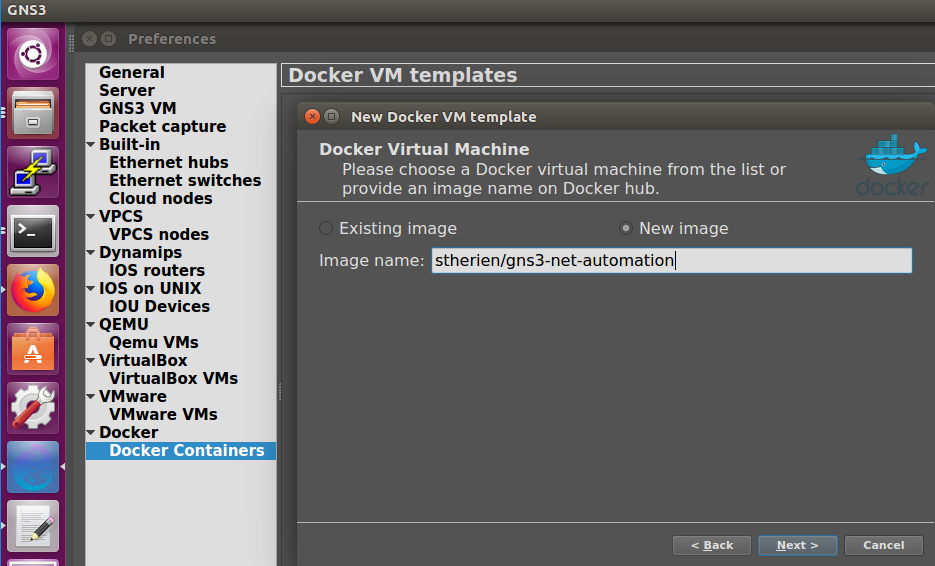 GNS3
Preferences
General
Server
GNS3 VM
Packet capture
Built-in
Ethernet hubs
Ethernet switches
Cloud nodes
VPCS
VPCS nodes
Dynamips
IOS routers
IOS on UNIX
IOU Devices
QEMU
Qemu VMs
VirtualBox
VirtualBox VMs
VMware
VMware VMs
Docker
Docker Containers
Docker VM templates
New Docker VM template
Docker Virtual Machine
Please choose a Docker virtual machine from the list or
provide an image name on Docker hub.
docker
Existing image
New image
Image name: stherien/gns3-net-automation
< Back
Next >
Cancel